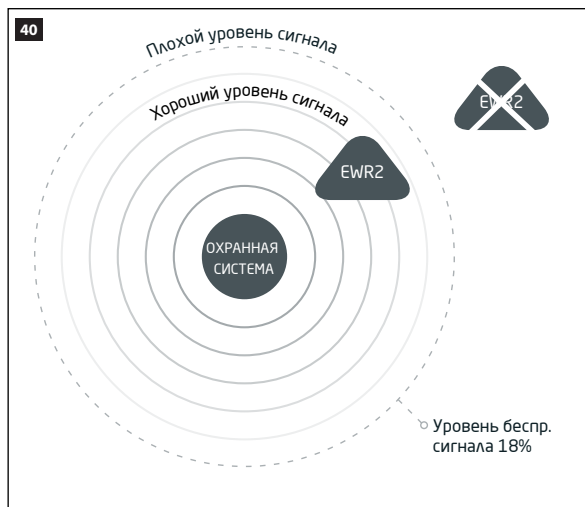 40
Плохой уровень сигнала
Хороший уровень сигнала
EWR2
EWR2
ОХРАННАЯ
СИСТЕМА
Уровень беспр.
сигнала 18%